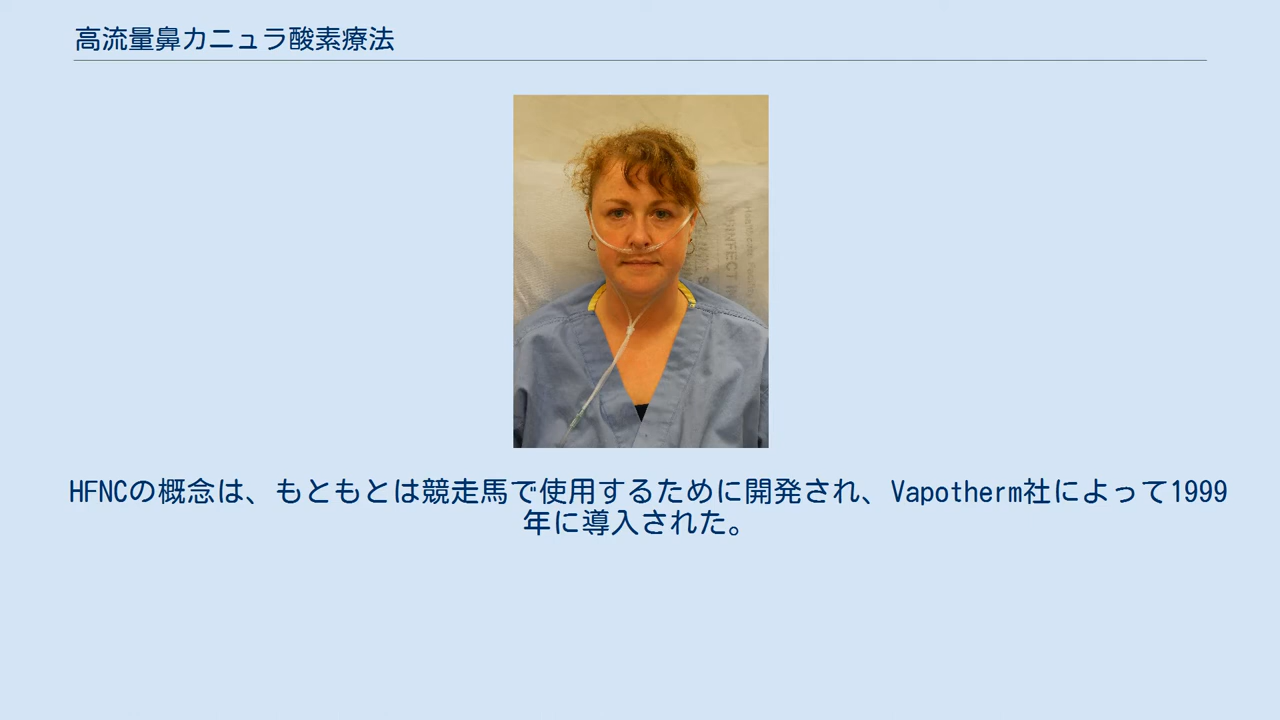 高流量鼻カニュラ酸素療法
HFNCの概念は、もともとは競走馬で使用するために開発され、Vapotherm社によって1999
年に導入された。